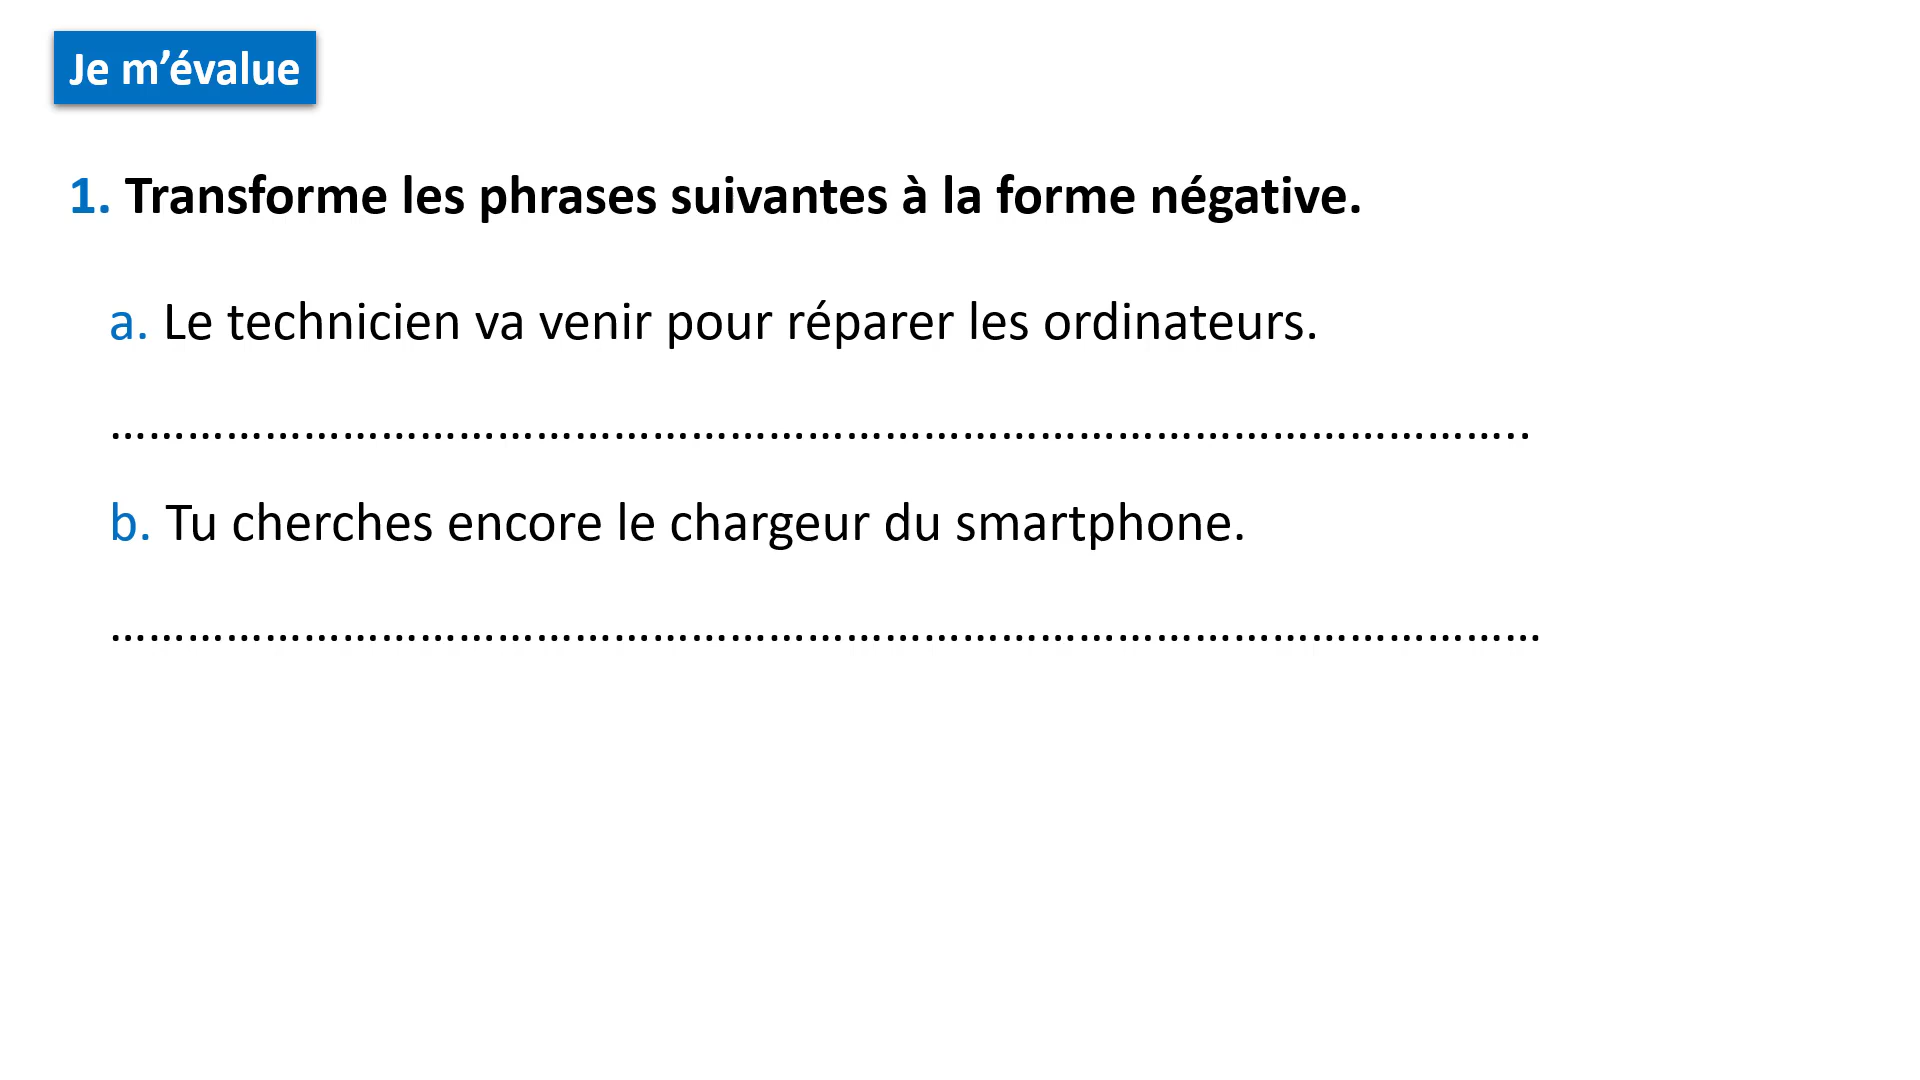 Je m’évalue
1. Transforme les phrases suivantes à la forme négative.
a. Le technicien va venir pour réparer les ordinateurs.
………………………………………………………………………………………………..
b. Tu cherches encore le chargeur du smartphone.
…………………………………………………………………………………………………